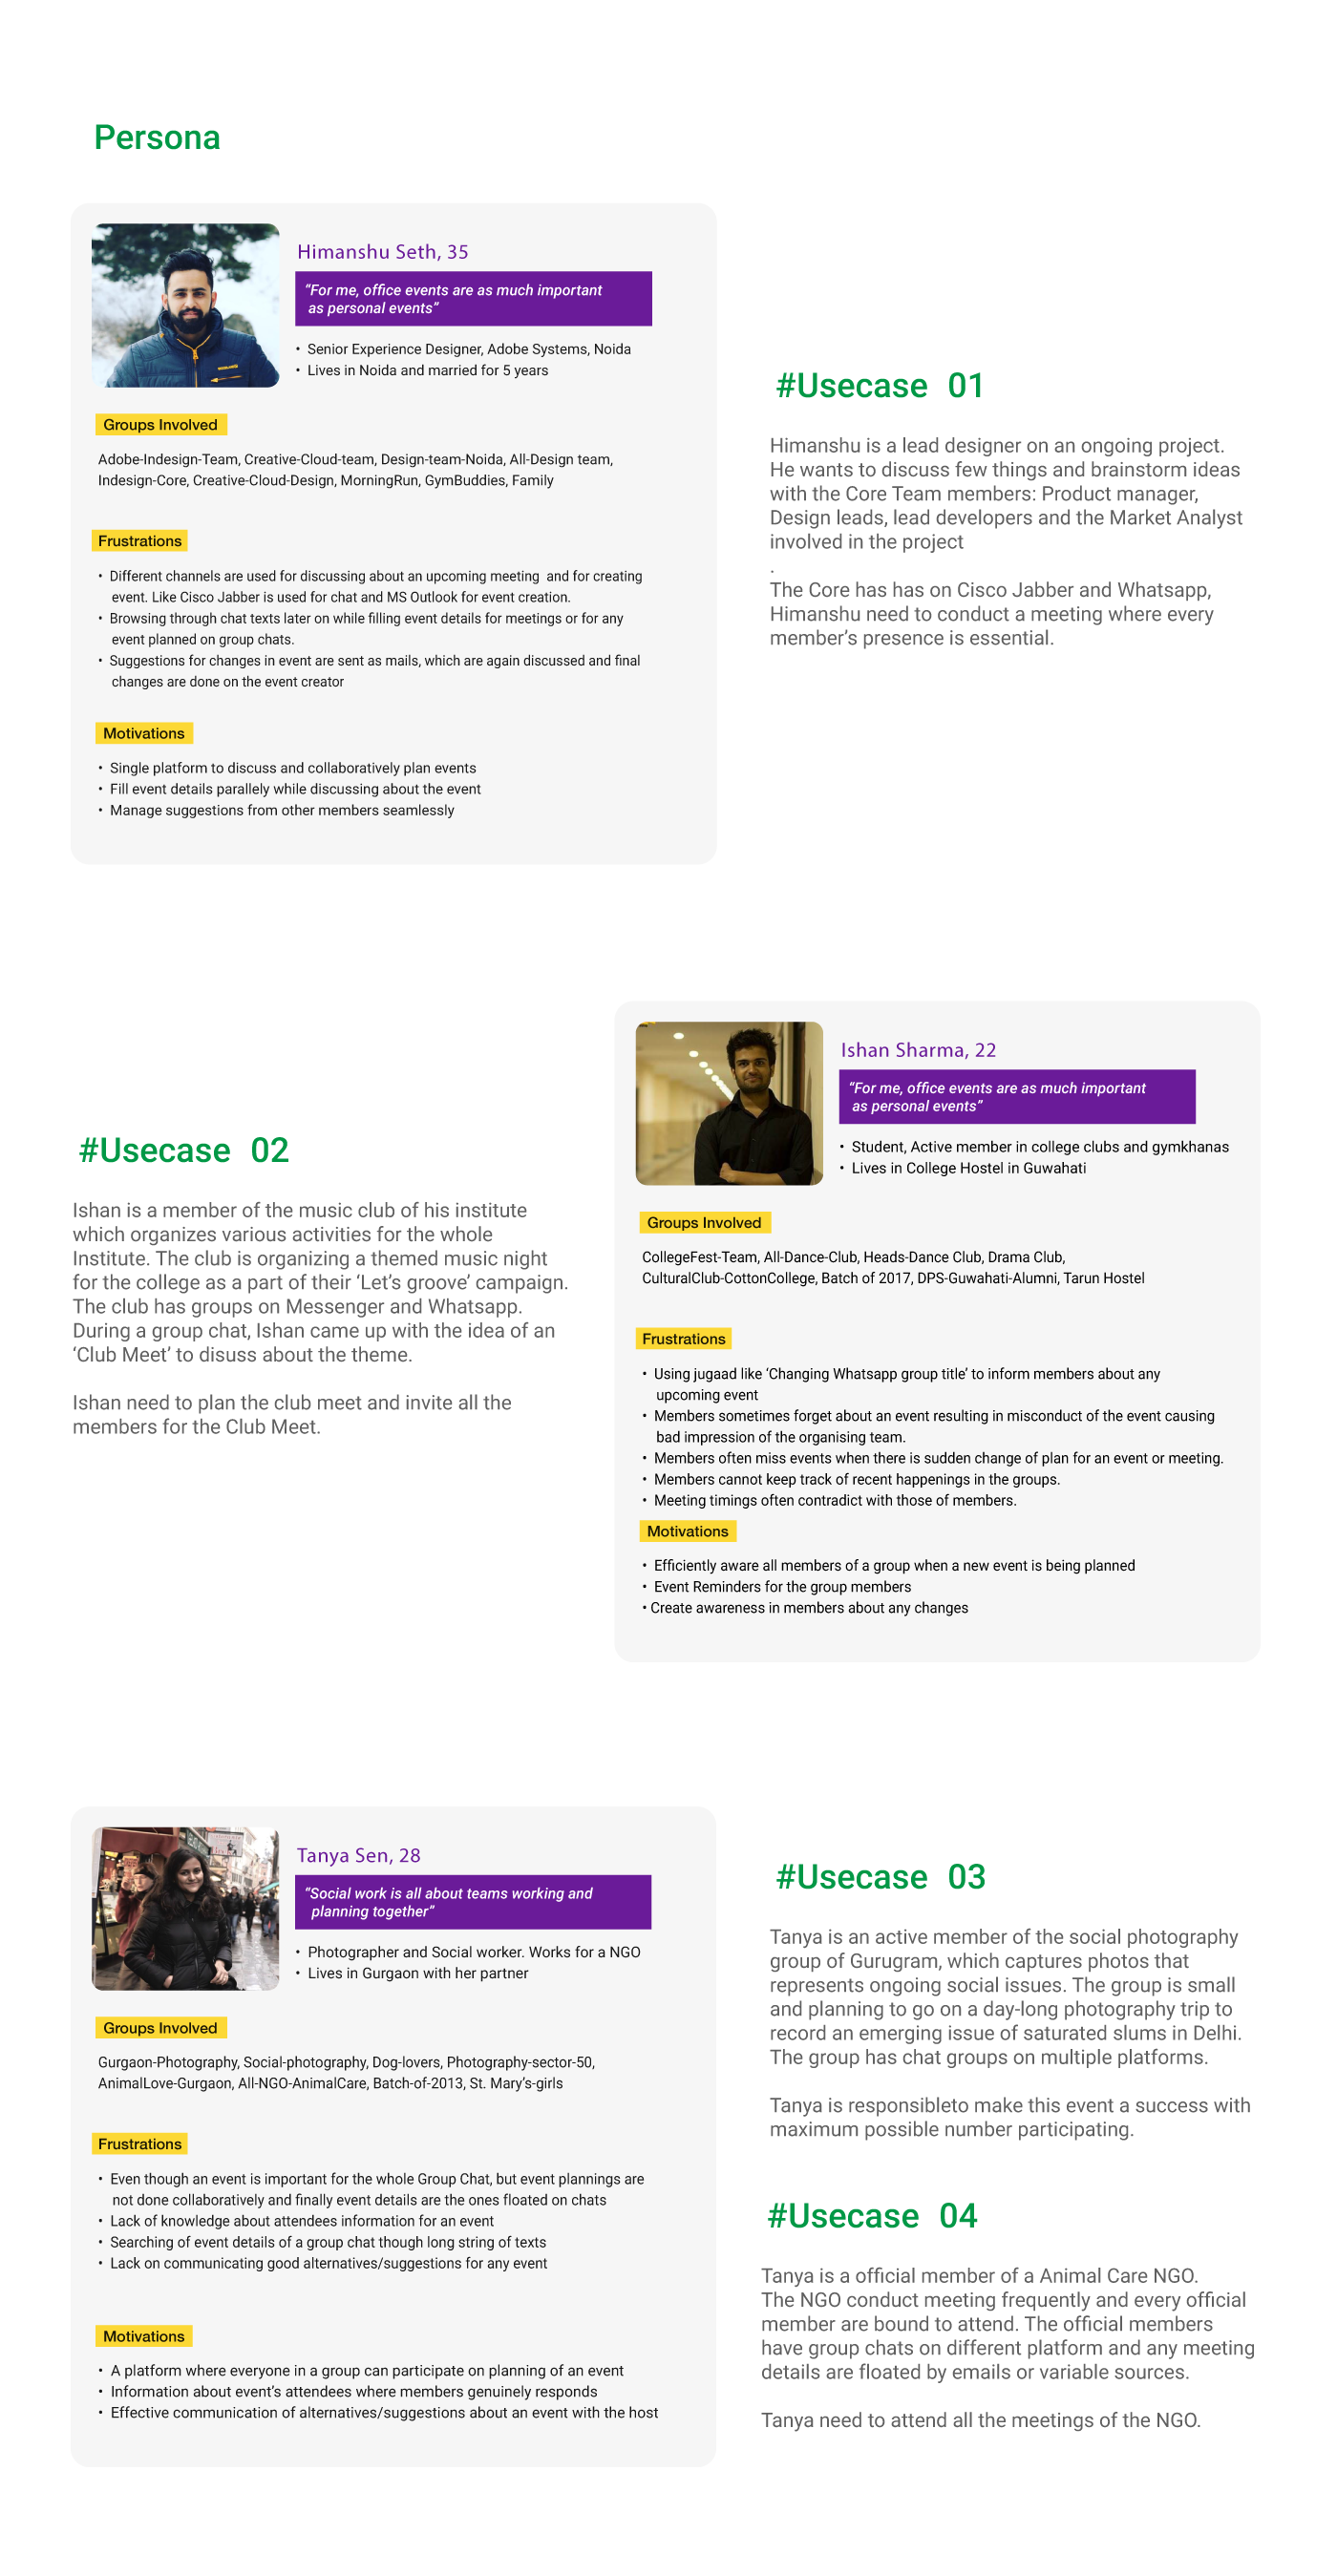 Persona
Himanshu Seth, 35
“For me, office events are as much important
as personal events”
• Senior Experience Designer, Adobe Systems, Noida
• Lives in Noida and married for 5 years
Groups Involved
Adobe-Indesign-Team, Creative-Cloud-team, Design-team-Noida, All-Design team,
Indesign-Core, Creative-Cloud-Design, MorningRun, GymBuddies, Family
Frustrations
• Different channels are used for discussing about an upcoming meeting and for creating
event. Like Cisco Jabber is used for chat and MS Outlook for event creation.
• Browsing through chat texts later on while filling event details for meetings or for any
event planned on group chats.
• Suggestions for changes in event are sent as mails, which are again discussed and final
changes are done on the event creator
Motivations
• Single platform to discuss and collaboratively plan events
• Fill event details parallely while discussing about the event
• Manage suggestions from other members seamlessly
#Usecase 01
Himanshu is a lead designer on an ongoing project.
He wants to discuss few things and brainstorm ideas
with the Core Team members: Product manager,
Design leads, lead developers and the Market Analyst
involved in the project
.
The Core has has on Cisco Jabber and Whatsapp,
Himanshu need to conduct a meeting where every
member’s presence is essential.
#Usecase 02
Ishan is a member of the music club of his institute
which organizes various activities for the whole
Institute. The club is organizing a themed music night
for the college as a part of their ‘Let’s groove’ campaign.
The club has groups on Messenger and Whatsapp.
During a group chat, Ishan came up with the idea of an
‘Club Meet’ to disuss about the theme.
Ishan need to plan the club meet and invite all the
members for the Club Meet.
Ishan Sharma, 22
“For me, office events are as much important
as personal events”
• Student, Active member in college clubs and gymkhanas
• Lives in College Hostel in Guwahati
Groups Involved
CollegeFest-Team, All-Dance-Club, Heads-Dance Club, Drama Club,
CulturalClub-CottonCollege, Batch of 2017, DPS-Guwahati-Alumni, Tarun Hostel
Frustrations
• Using jugaad like ‘Changing Whatsapp group title’ to inform members about any
upcoming event
• Members sometimes forget about an event resulting in misconduct of the event causing
bad impression of the organising team.
• Members often miss events when there is sudden change of plan for an event or meeting.
• Members cannot keep track of recent happenings in the groups.
• Meeting timings often contradict with those of members.
Motivations
• Efficiently aware all members of a group when a new event is being planned
• Event Reminders for the group members
• Create awareness in members about any changes
Tanya Sen, 28
“Social work is all about teams working and
planning together”
• Photographer and Social worker. Works for a NGO
• Lives in Gurgaon with her partner
Groups Involved
Gurgaon-Photography, Social-photography, Dog-lovers, Photography-sector-50,
AnimalLove-Gurgaon, All-NGO-AnimalCare, Batch-of-2013, St. Mary’s-girls
Frustrations
• Even though an event is important for the whole Group Chat, but event plannings are
not done collaboratively and finally event details are the ones floated on chats
• Lack of knowledge about attendees information for an event
• Searching of event details of a group chat though long string of texts
• Lack on communicating good alternatives/suggestions for any event
Motivations
• A platform where everyone in a group can participate on planning of an event
• Information about event’s attendees where members genuinely responds
• Effective communication of alternatives/suggestions about an event with the host
#Usecase 03
Tanya is an active member of the social photography
group of Gurugram, which captures photos that
represents ongoing social issues. The group is small
and planning to go on a day-long photography trip to
record an emerging issue of saturated slums in Delhi.
The group has chat groups on multiple platforms.
Tanya is responsibleto make this event a success with
maximum possible number participating.
#Usecase 04
Tanya is a official member of a Animal Care NGO.
The NGO conduct meeting frequently and every official
member are bound to attend. The official members
have group chats on different platform and any meeting
details are floated by emails or variable sources.
Tanya need to attend all the meetings of the NGO.